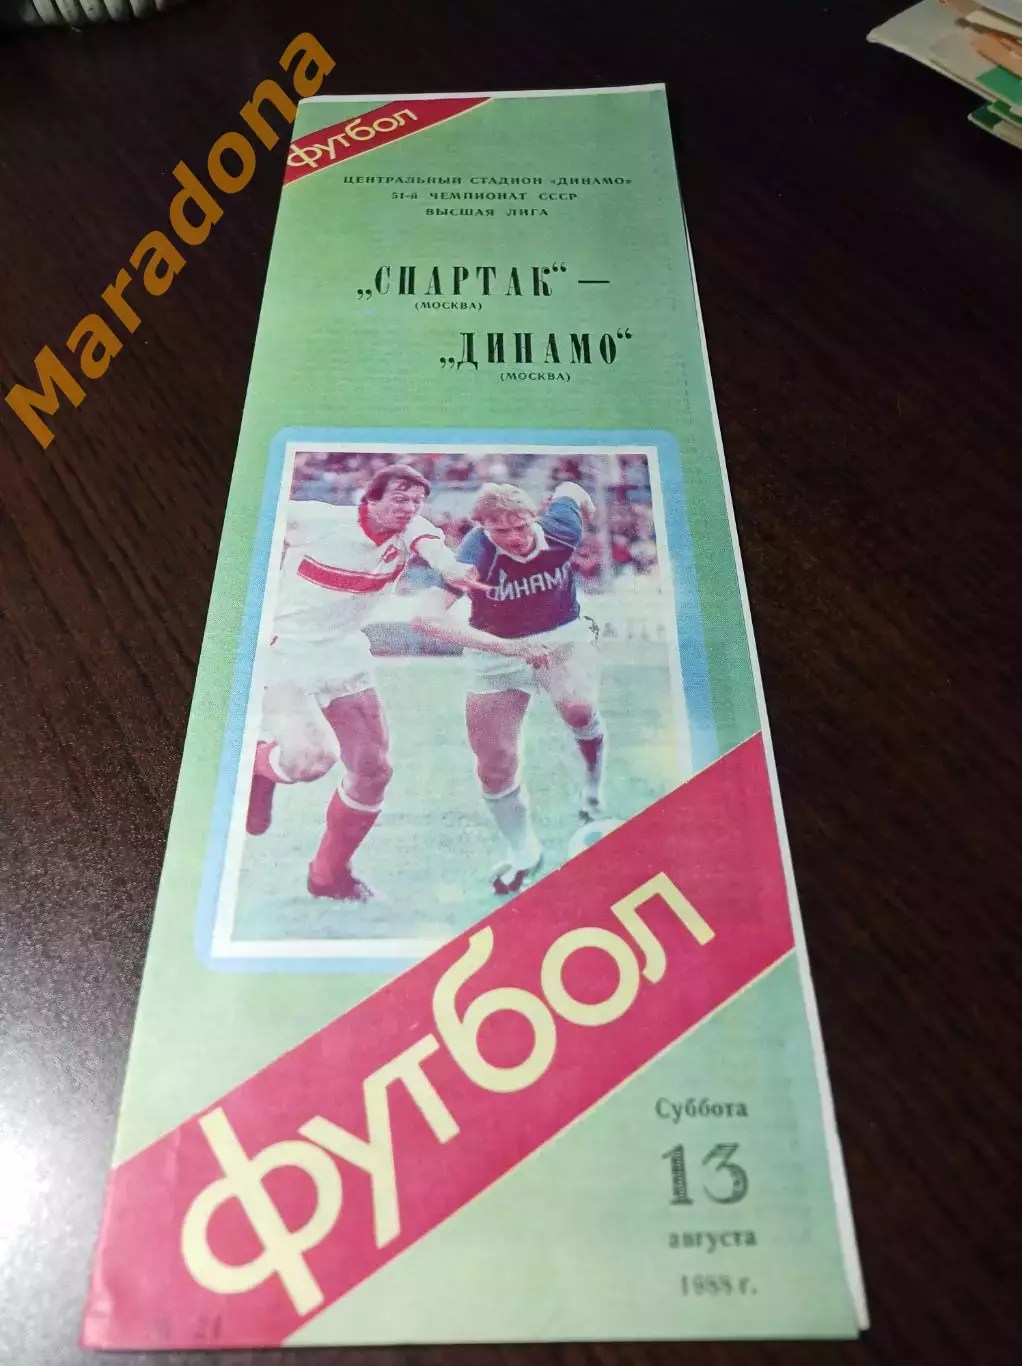 Maradona
футбол
ЦЕНТРАЛЬНЫЙ СТАДИОН «ДИНАМО»
51-й ЧЕМПИОНАТ СССР
ВЫСШАЯ ЛИГА
„СПАРТАК“ —
(МОСКВА)
„ДИНАМО“
(МОСКВА)
ДИНАМО
футбол
Суббота
13
августа
1988 г.